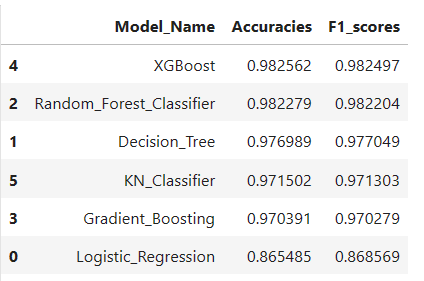 Model_Name Accuracies F1_scores
4 XGBoost 0.982562 0.982497
2 Random_Forest_Classifier 0.982279 0.982204
1 Decision_Tree 0.976989 0.977049
5 KN_Classifier 0.971502 0.971303
3 Gradient_Boosting 0.970391 0.970279
0 Logistic_Regression 0.865485 0.868569